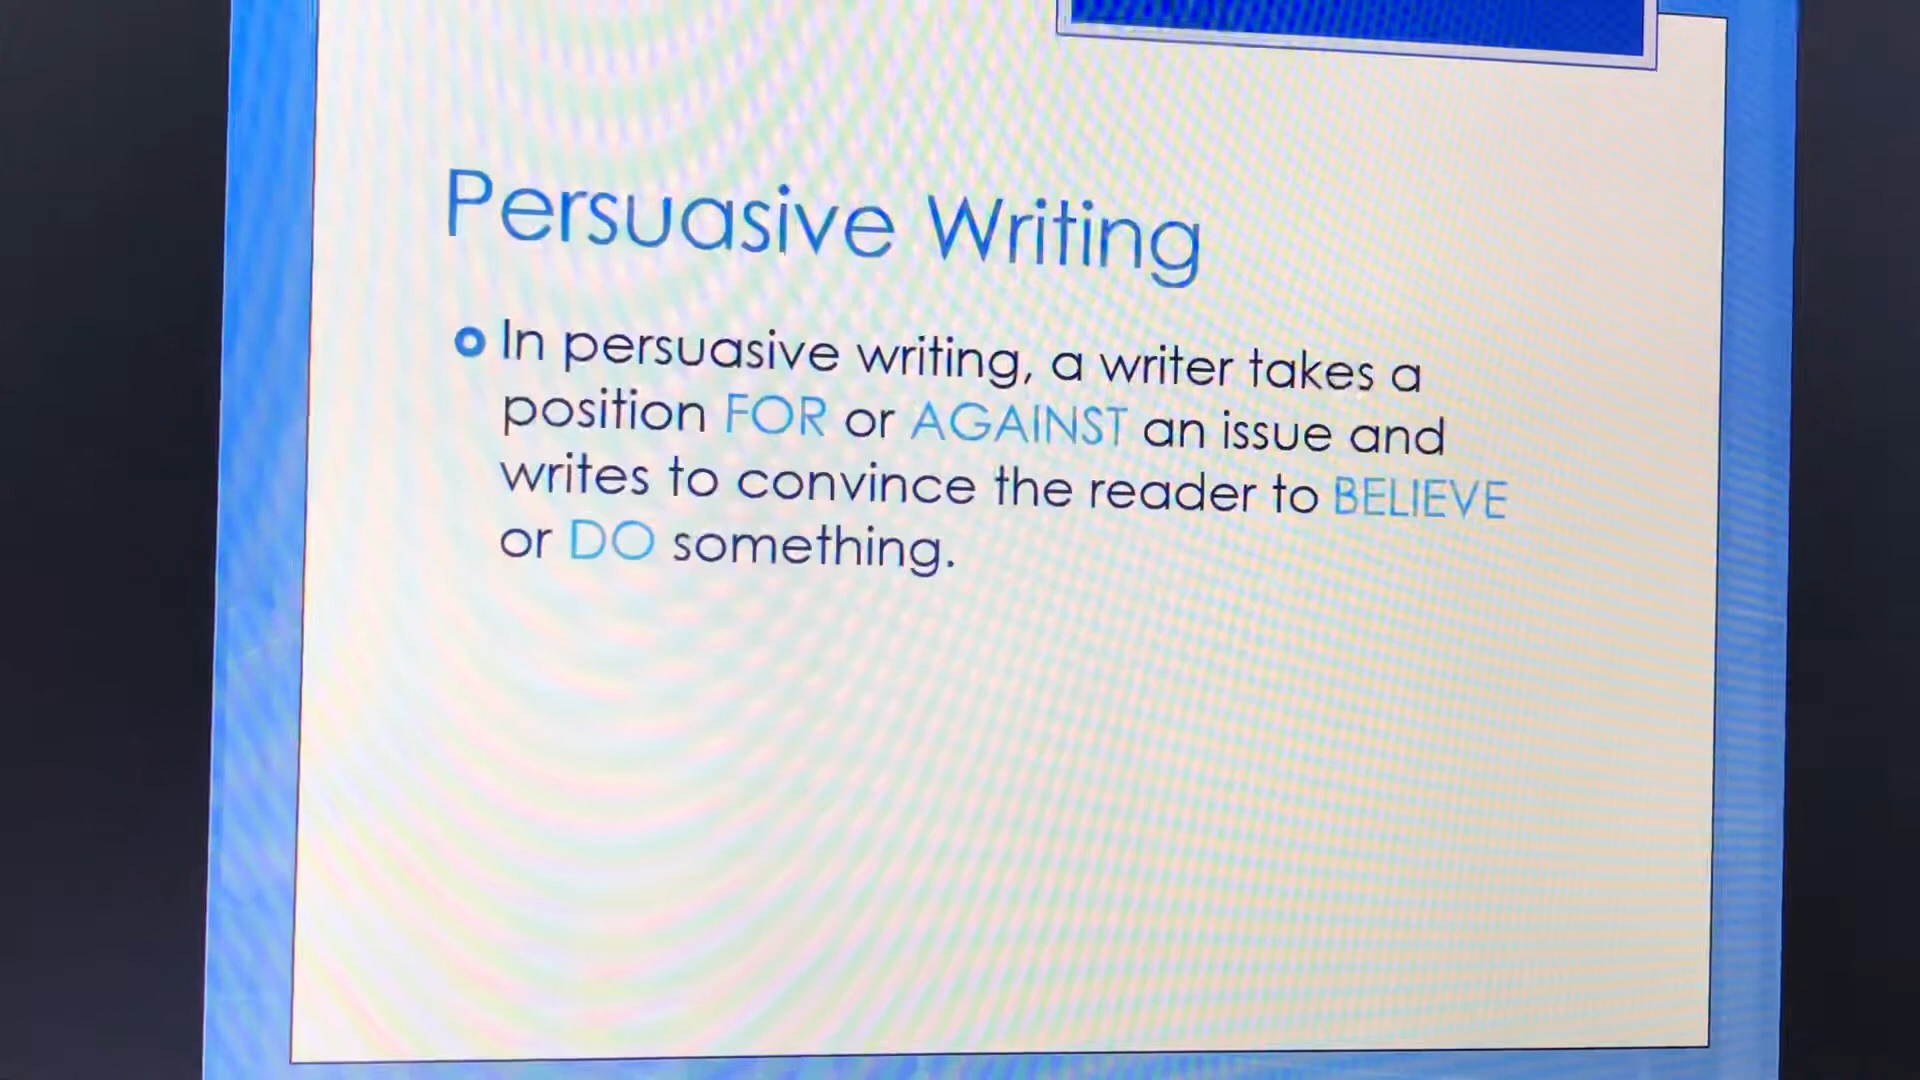 Persuasive Writing
In persuasive writing, a writer takes a
position FOR or AGAINST an issue and
writes to convince the reader to BELIEVE
or DO something.